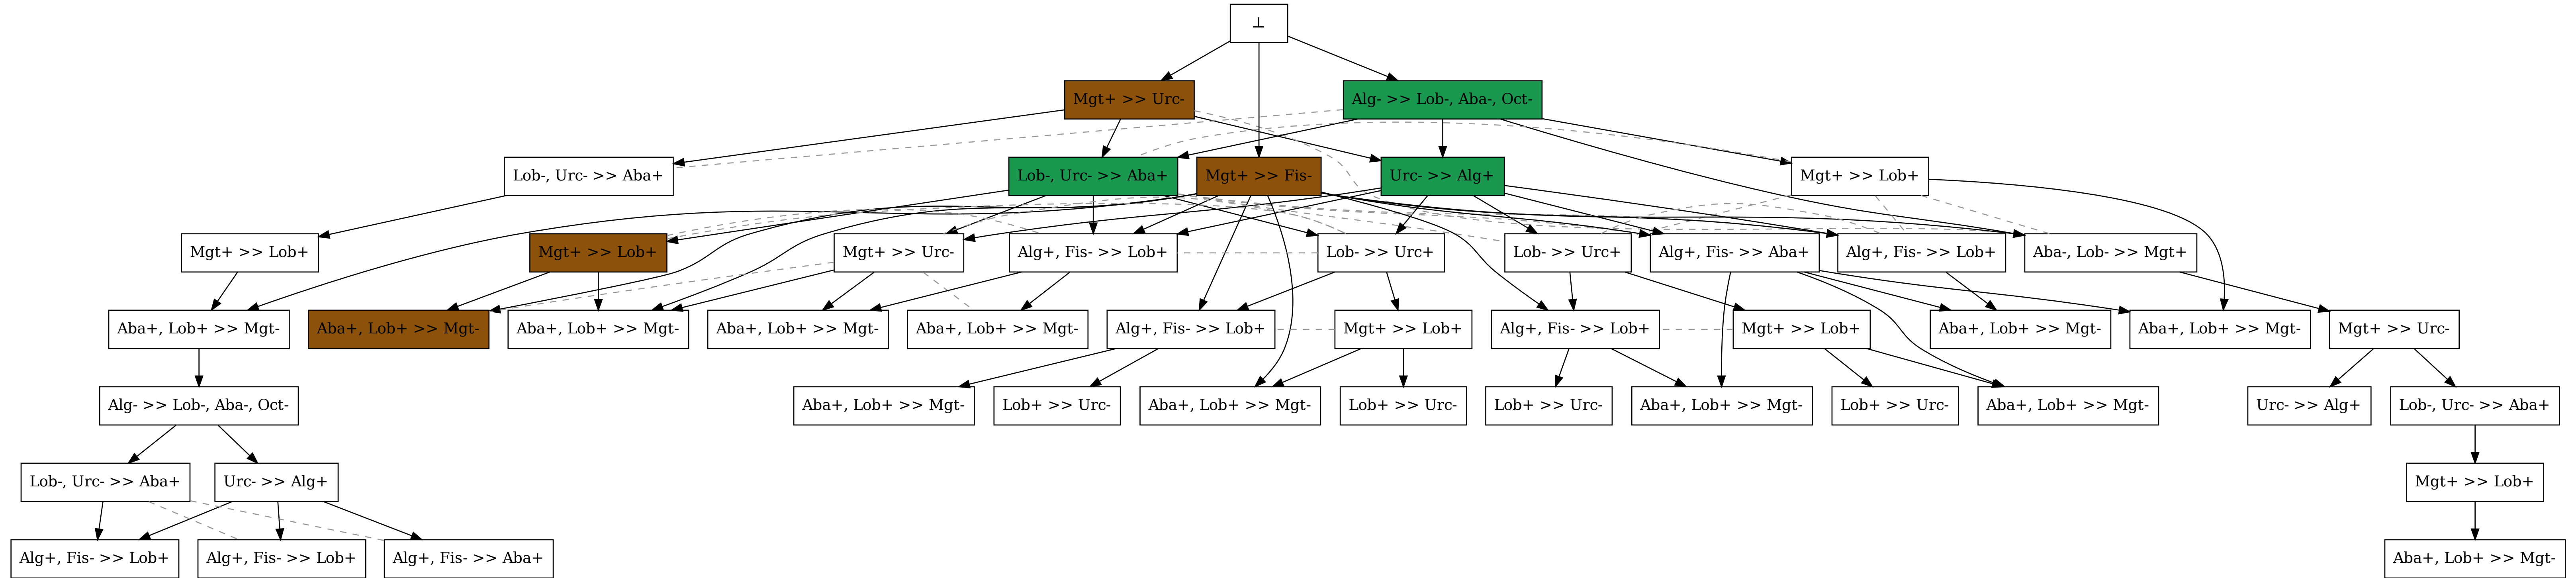 ⊥
Mgt+ >> Urc-
Alg- >> Lob-, Aba-, Oct-
Lob-, Urc- >> Aba+
Lob-, Urc- >> Aba+
Mgt+ >> Fis-
Urc- >> Alg+
Mgt+ >> Lob+
Mgt+ >> Lob+
Mgt+ >> Lob+
Mgt+ >> Urc-
Alg+, Fis- >> Lob+
Lob- >> Urc+
Lob- >> Urc+
Alg+, Fis- >> Aba+
Alg+, Fis- >> Lob+
Aba-, Lob- >> Mgt+
Aba+, Lob+ >> Mgt-
Aba+, Lob+ >> Mgt-
Aba+, Lob+ >> Mgt-
Aba+, Lob+ >> Mgt-
Aba+, Lob+ >> Mgt-
Alg+, Fis- >> Lob+
Mgt+ >> Lob+
Alg+, Fis- >> Lob+
Mgt+ >> Lob+
Aba+, Lob+ >> Mgt-
Aba+, Lob+ >> Mgt-
Mgt+ >> Urc-
Alg- >> Lob-, Aba-, Oct-
Aba+, Lob+ >> Mgt-
Lob+ >> Urc-
Aba+, Lob+ >> Mgt-
Lob+ >> Urc-
Lob+ >> Urc-
Aba+, Lob+ >> Mgt-
Lob+ >> Urc-
Aba+, Lob+ >> Mgt-
Urc- >> Alg+
Lob-, Urc- >> Aba+
Lob-, Urc- >> Aba+
Urc- >> Alg+
Mgt+ >> Lob+
Alg+, Fis- >> Lob+
Alg+, Fis- >> Lob+
Alg+, Fis- >> Aba+
Aba+, Lob+ >> Mgt-